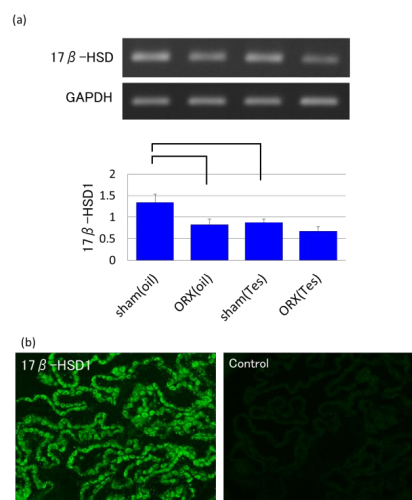 (a)
17β-HSD
GAPDH
17β-HSD1
2
1.5
1
0.5
0
sham(oil)
ORX(oil)
sham(Tes)
ORX(Tes)
(b)
17β-HSD1
Control